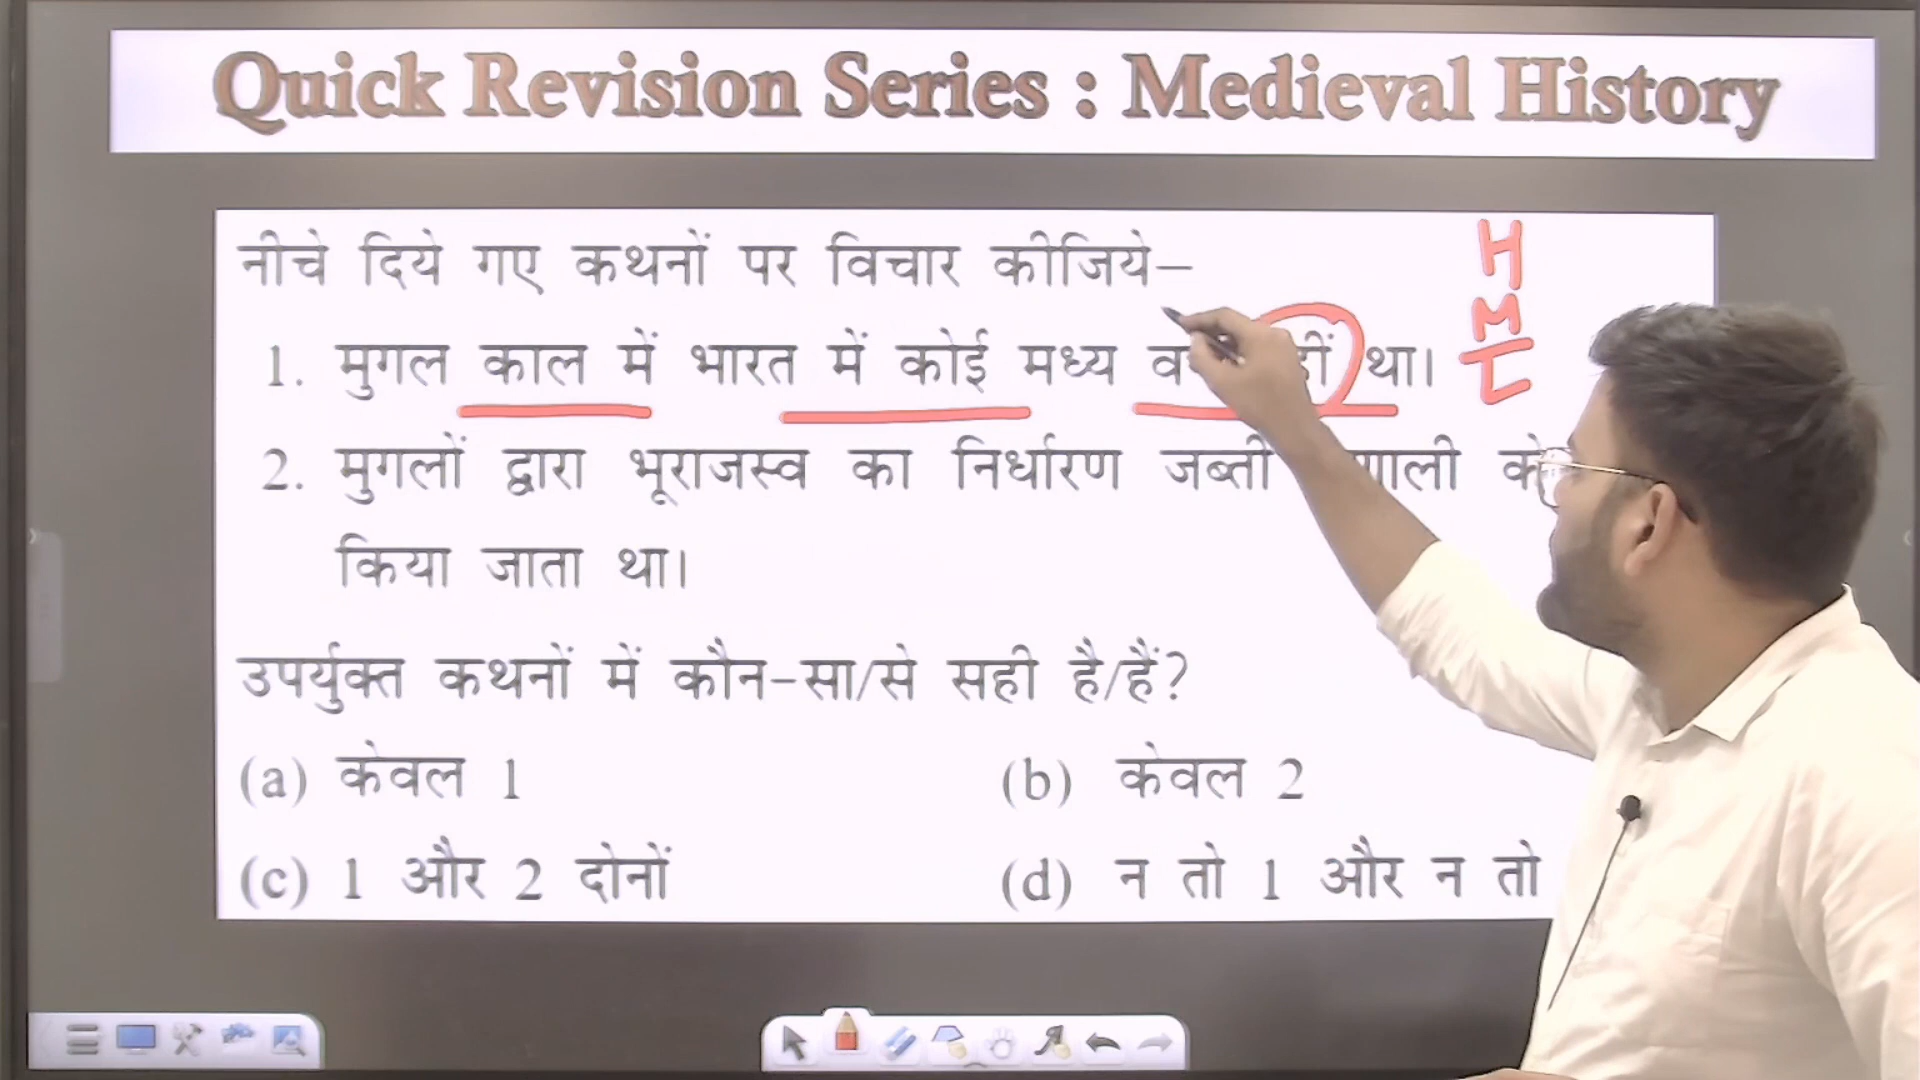 Quick Revision Series : Medieval History
नीचे दिये गए कथनों पर विचार कीजिये–
H
M
L
1. मुगल काल में भारत में कोई मध्य था।
2. मुगलों द्वारा भूराजस्व का निर्धारण जब्ती
किया जाता था।
उपर्युक्त कथनों में कौन-सा/से सही है/हैं?
(a) केवल 1
(b) केवल 2
(c) 1 और 2 दोनों
(d) न तो 1 और न तो